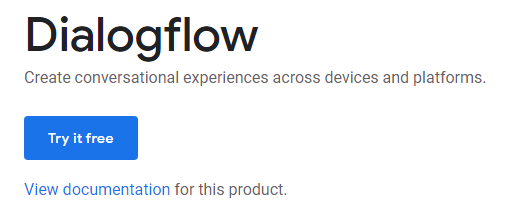 Dialogflow
Create conversational experiences across devices and platforms.
Try it free
View documentation for this product.